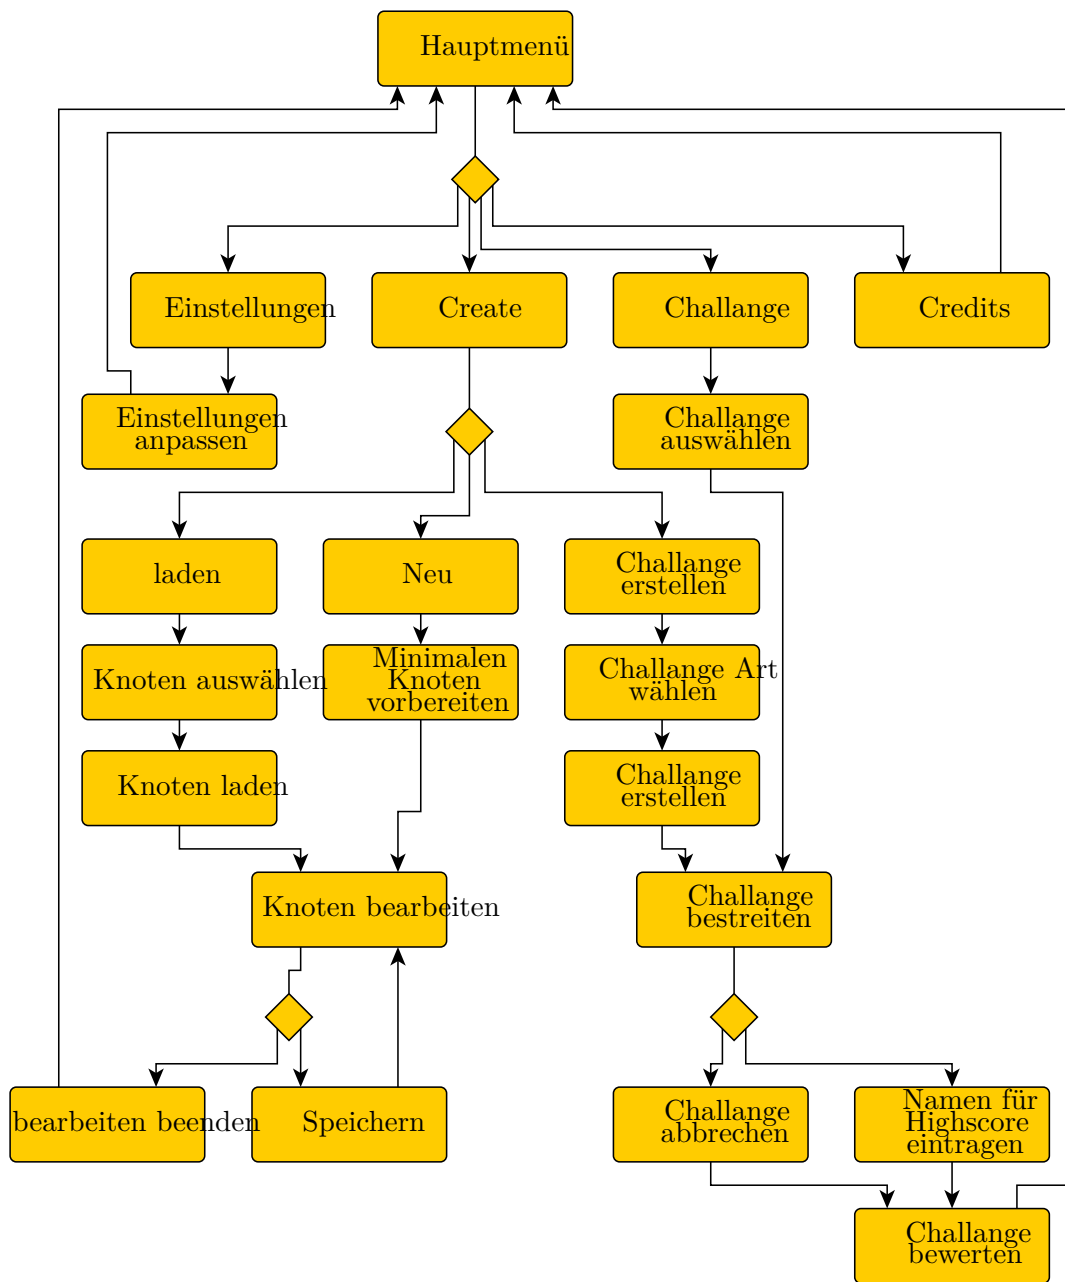 Hauptmenü
Einstellungen
Create
Challange
Credits
Einstellungen
anpassen
Challange
auswählen
laden
Neu
Challange
erstellen
Knoten auswählen
Minimalen
Knoten
vorbereiten
Challange Art
wählen
Knoten laden
Challange
erstellen
Knoten bearbeiten
Challange
bestreiten
bearbeiten beenden
Speichern
Challange
abbrechen
Namen für
Highscore
eintragen
Challange
bewerten